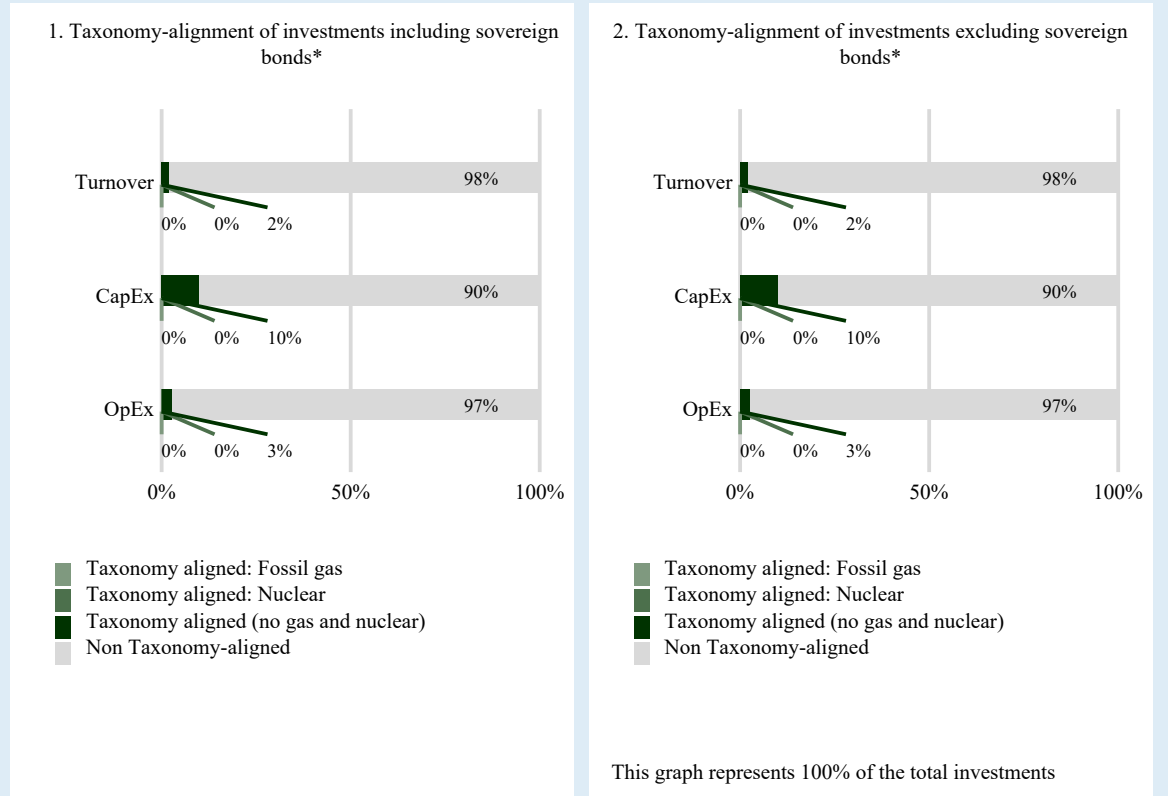 1. Taxonomy-alignment of investments including sovereign
bonds*
Turnover
98%
0% 0% 2%
CapEx
90%
0% 0% 10%
OpEx
97%
0% 0% 3%
0% 50% 100%
Taxonomy aligned: Fossil gas
Taxonomy aligned: Nuclear
Taxonomy aligned (no gas and nuclear)
Non Taxonomy-aligned
2. Taxonomy-alignment of investments excluding sovereign
bonds*
Turnover
98%
0% 0% 2%
CapEx
90%
0% 0% 10%
OpEx
97%
0% 0% 3%
0% 50% 100%
Taxonomy aligned: Fossil gas
Taxonomy aligned: Nuclear
Taxonomy aligned (no gas and nuclear)
Non Taxonomy-aligned
This graph represents 100% of the total investments